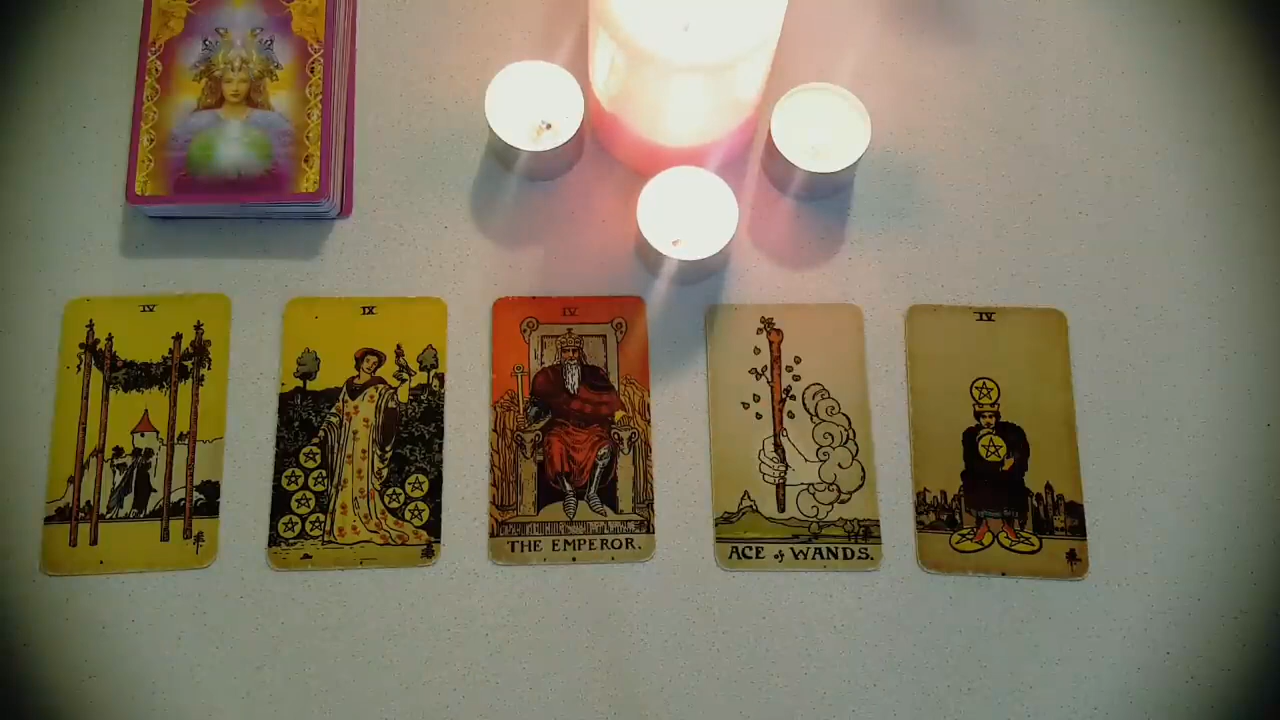 IV
IX
IV
IV
THE EMPEROR.
ACE of WANDS.